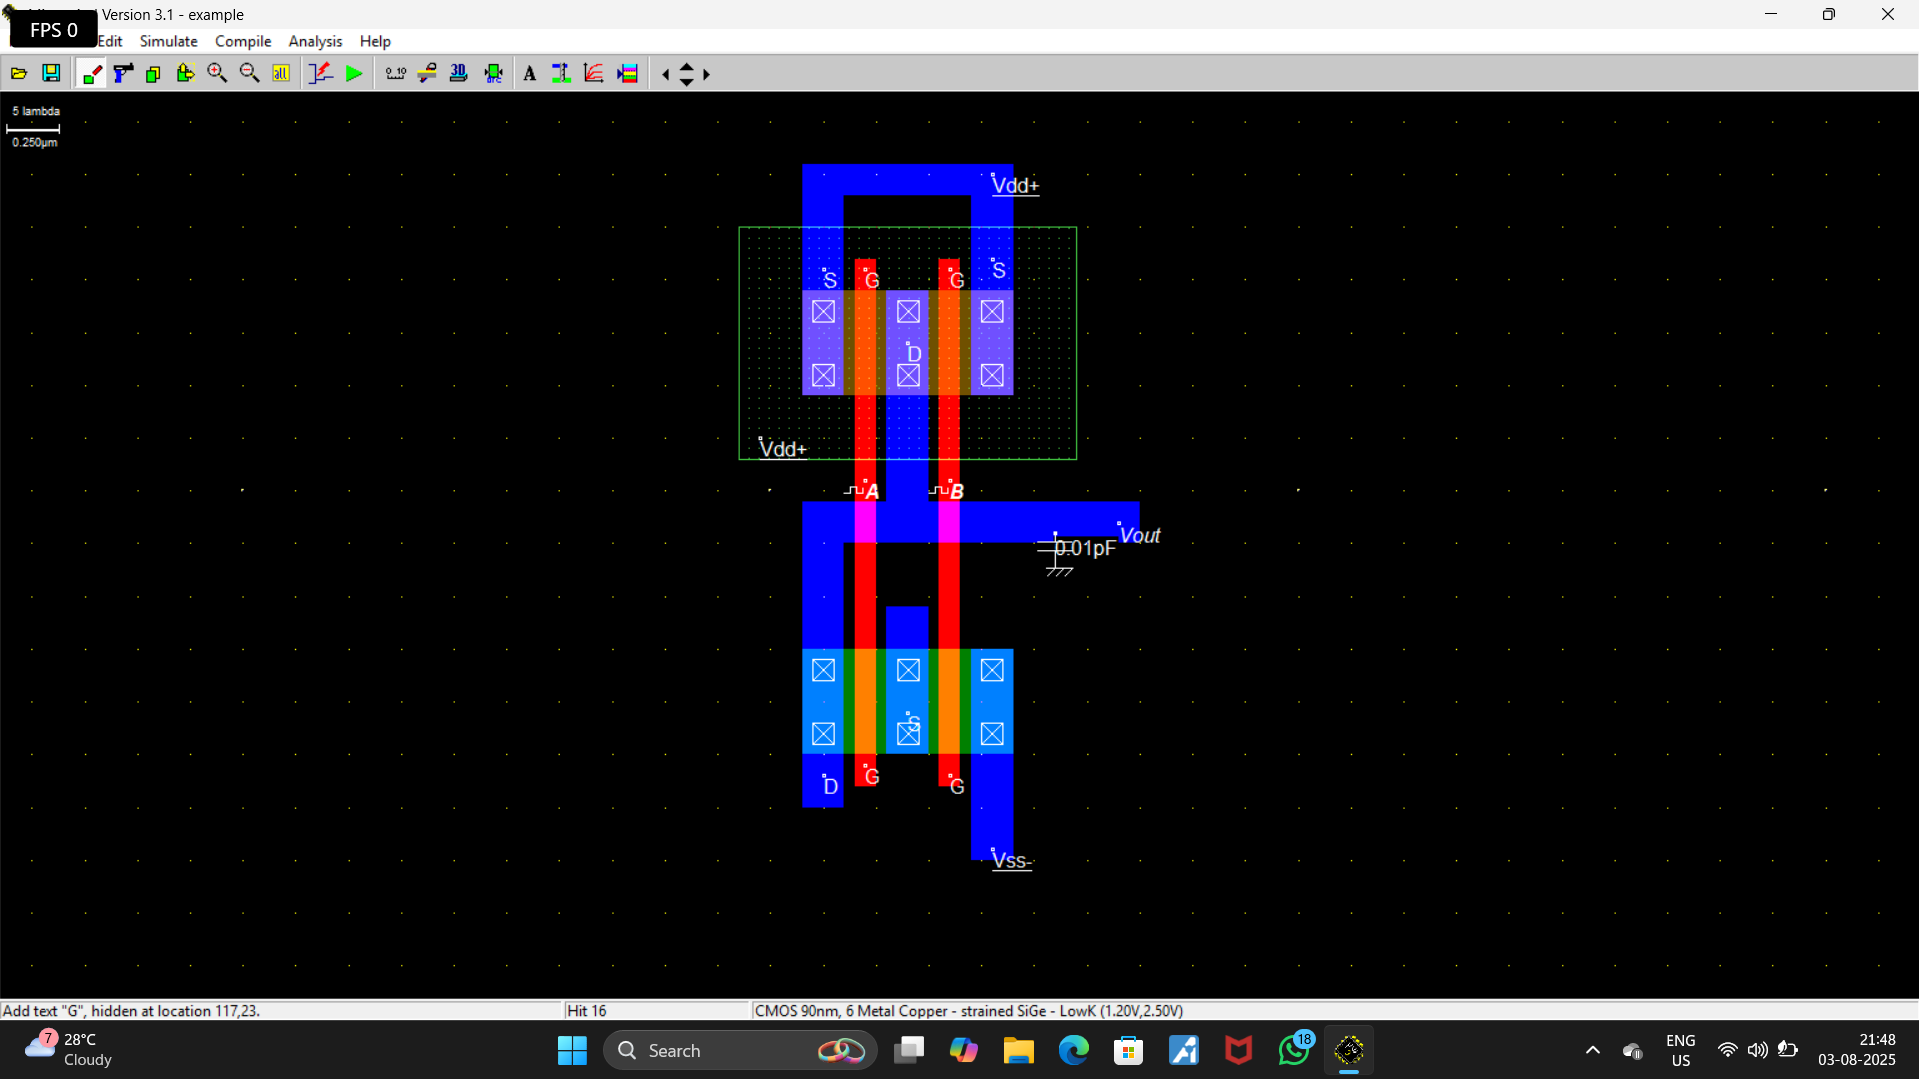 Version 3.1 - example
FPS 0
Edit Simulate Compile Analysis Help
5 lambda
0.250µm
Vdd+
S G G S
D
Vdd+
A B
Vout
0.01pF
S
D G G
Vss-
Add text "G", hidden at location 117,23. Hit 16 CMOS 90nm, 6 Metal Copper - strained SiGe - LowK (1.20V,2.50V)
7 28°C
Cloudy
Search
18
ENG
US
21:48
03-08-2025